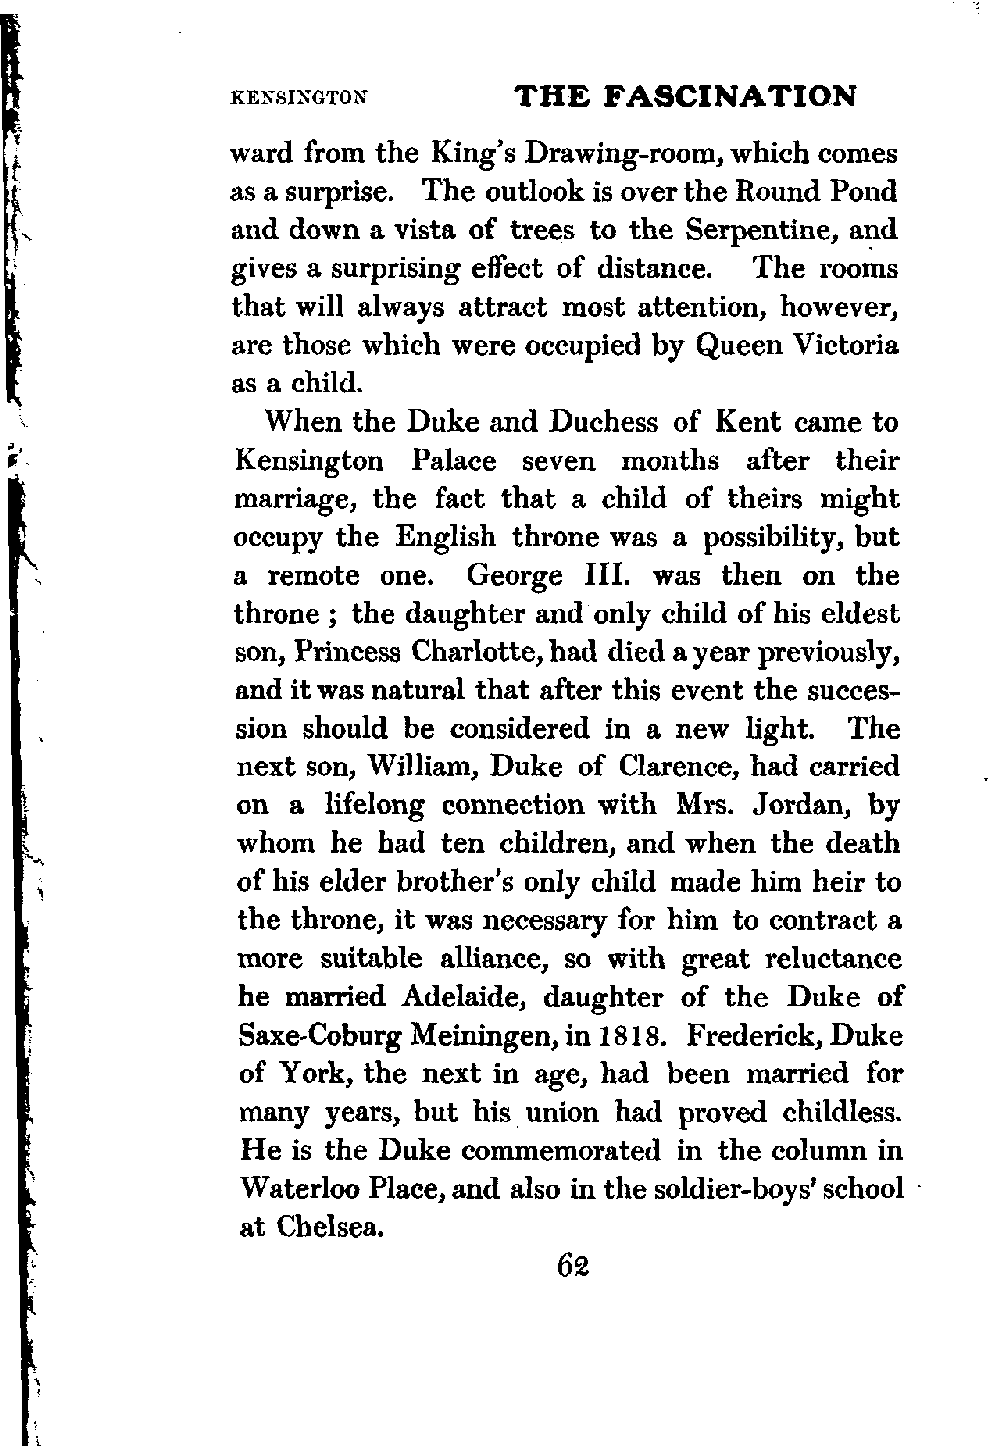 KENSINGTON THE FASCINATION
ward from the King's Drawing-room, which comes
as a surprise. The outlook is over the Round Pond
and down a vista of trees to the Serpentine, and
gives a surprising effect of distance. The rooms
that will always attract most attention, however,
are those which were occupied by Queen Victoria
as a child.
When the Duke and Duchess of Kent came to
Kensington Palace seven months after their
marriage, the fact that a child of theirs might
occupy the English throne was a possibility, but
a remote one. George III. was then on the
throne ; the daughter and only child of his eldest
son, Princess Charlotte, had died a year previously,
and it was natural that after this event the succes-
sion should be considered in a new light. The
next son, William, Duke of Clarence, had carried
on a lifelong connection with Mrs. Jordan, by
whom he had ten children, and when the death
of his elder brother's only child made him heir to
the throne, it was necessary for him to contract a
more suitable alliance, so with great reluctance
he married Adelaide, daughter of the Duke of
Saxe-Coburg Meiningen, in 1818. Frederick, Duke
of York, the next in age, had been married for
many years, but his union had proved childless.
He is the Duke commemorated in the column in
Waterloo Place, and also in the soldier-boys' school
at Chelsea.
62